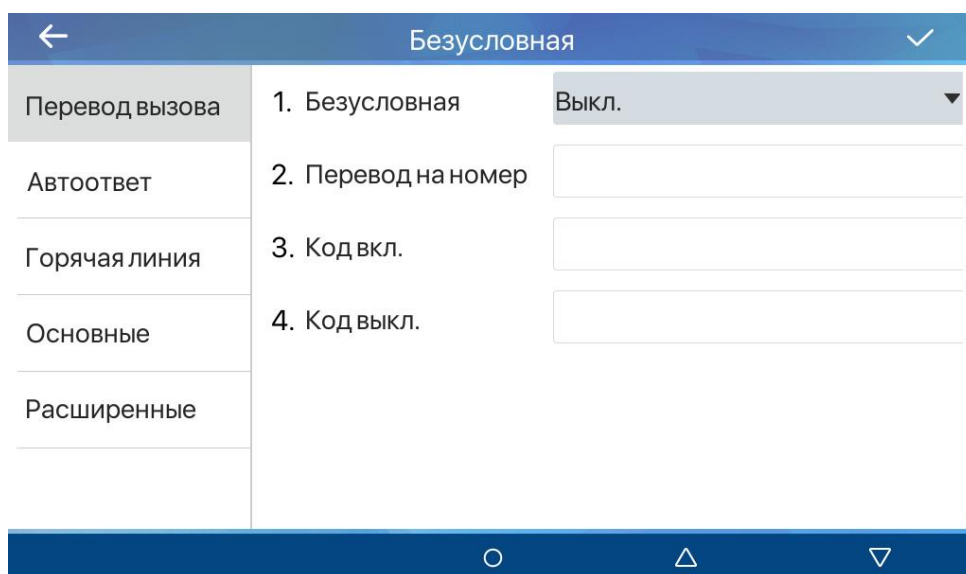 Безусловная
Перевод вызова
Автоответ
Горячая линия
Основные
Расширенные
1. Безусловная Выкл.
2. Перевод на номер
3. Код вкл.
4. Код выкл.